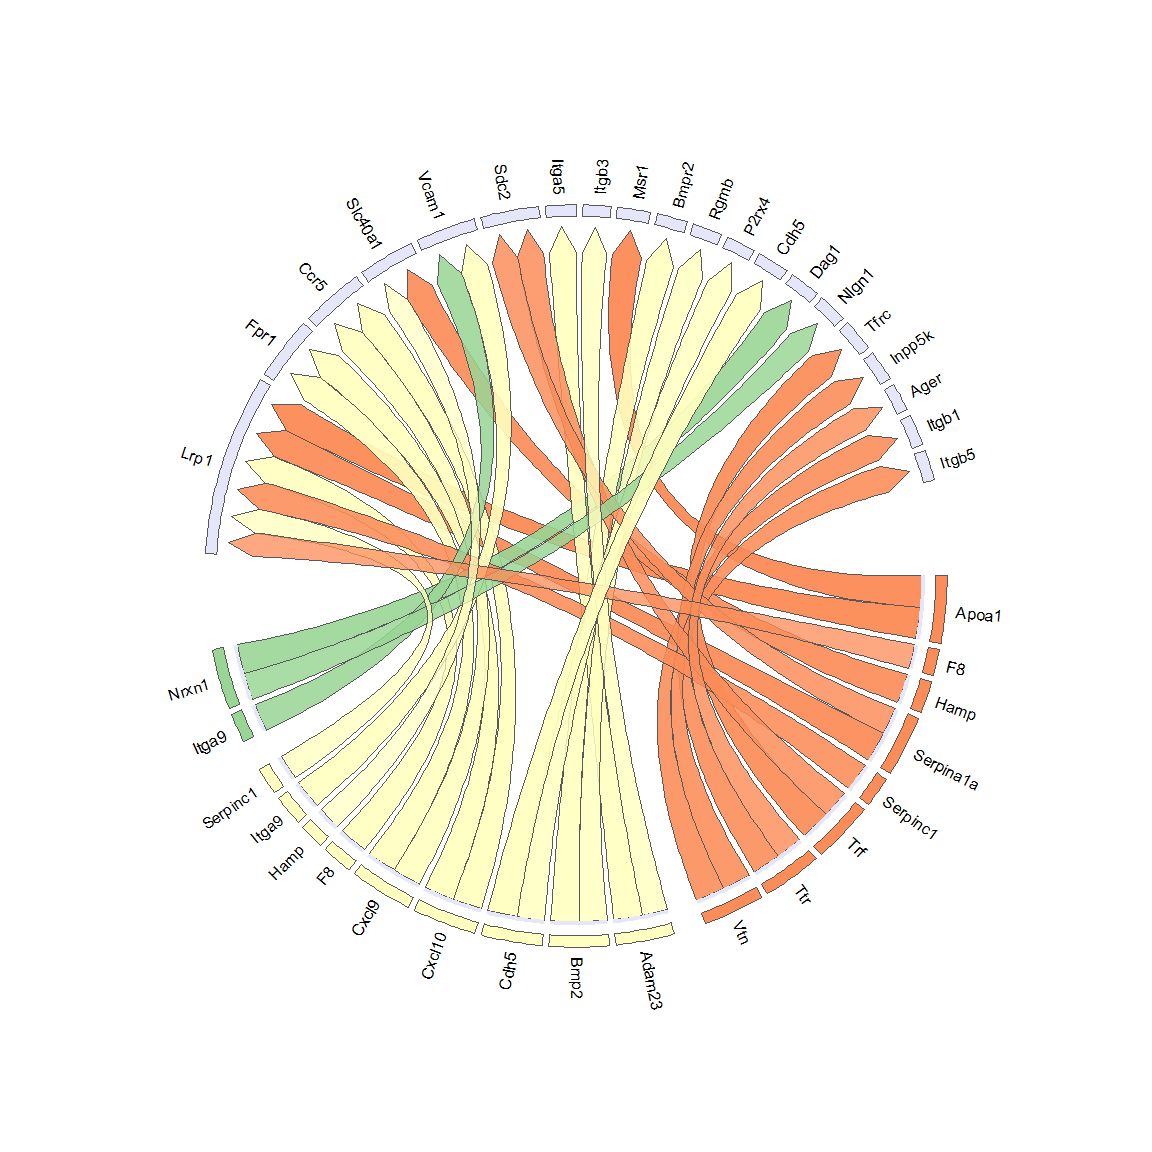 Lrp1
Fpr1
Ccr5
Slc40a1
Vcam1
Sdc2
Itga5
Itgb3
Msr1
Bmpr2
Rgmb
P2rx4
Cdh5
Dag1
Nlgn1
Tfrc
Inpp5k
Ager
Itgb1
Itgb5
Apoa1
F8
Hamp
Serpina1a
Serpinc1
Trf
Ttr
Vtn
Adam23
Bmp2
Cdh5
Cxcl10
Cxcl9
F8
Hamp
Itga9
Serpinc1
Itga9
Nrxn1